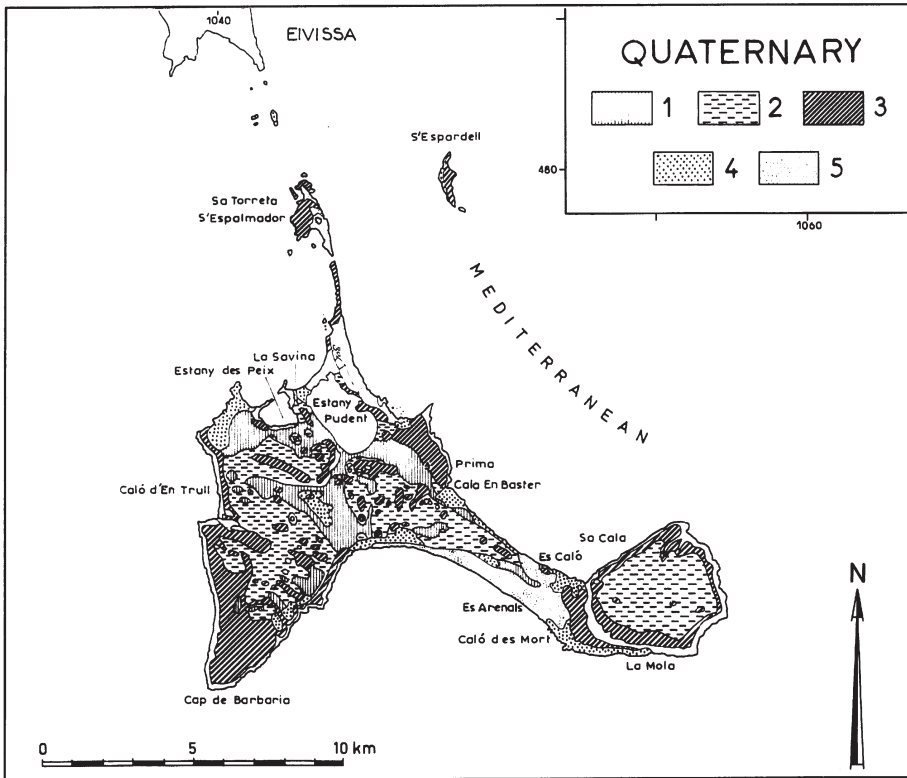 1040
EIVISSA
QUATERNARY
1 2 3
4 5
480
1060
S'Espardell
Sa Torreta
S'Espalmador
MEDITERRANEAN
La Savina
Estany des Peix
Estany
Pudent
Prima
Cala En Baster
Caló d'En Trull
Sa Cala
Es Caló
Es Arenals
Caló des Mort
La Mola
Cap de Barbaria
N
0 5 10 km